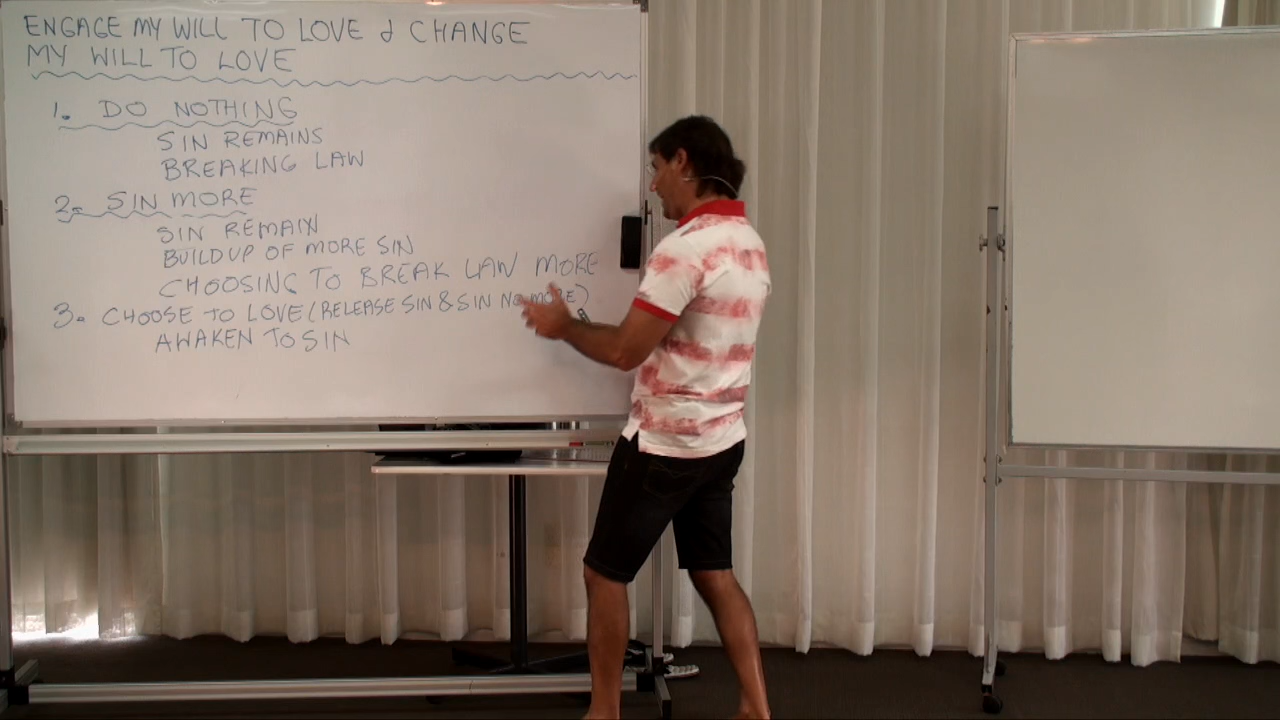 ENGAGE MY WILL TO LOVE & CHANGE
MY WILL TO LOVE
1. DO NOTHING
SIN REMAINS
BREAKING LAW
2. SIN MORE
SIN REMAIN
BUILDUP OF MORE SIN
CHOOSING TO BREAK LAW MORE
3. CHOOSE TO LOVE (RELEASE SIN & SIN NO MORE)
AWAKEN TO SIN